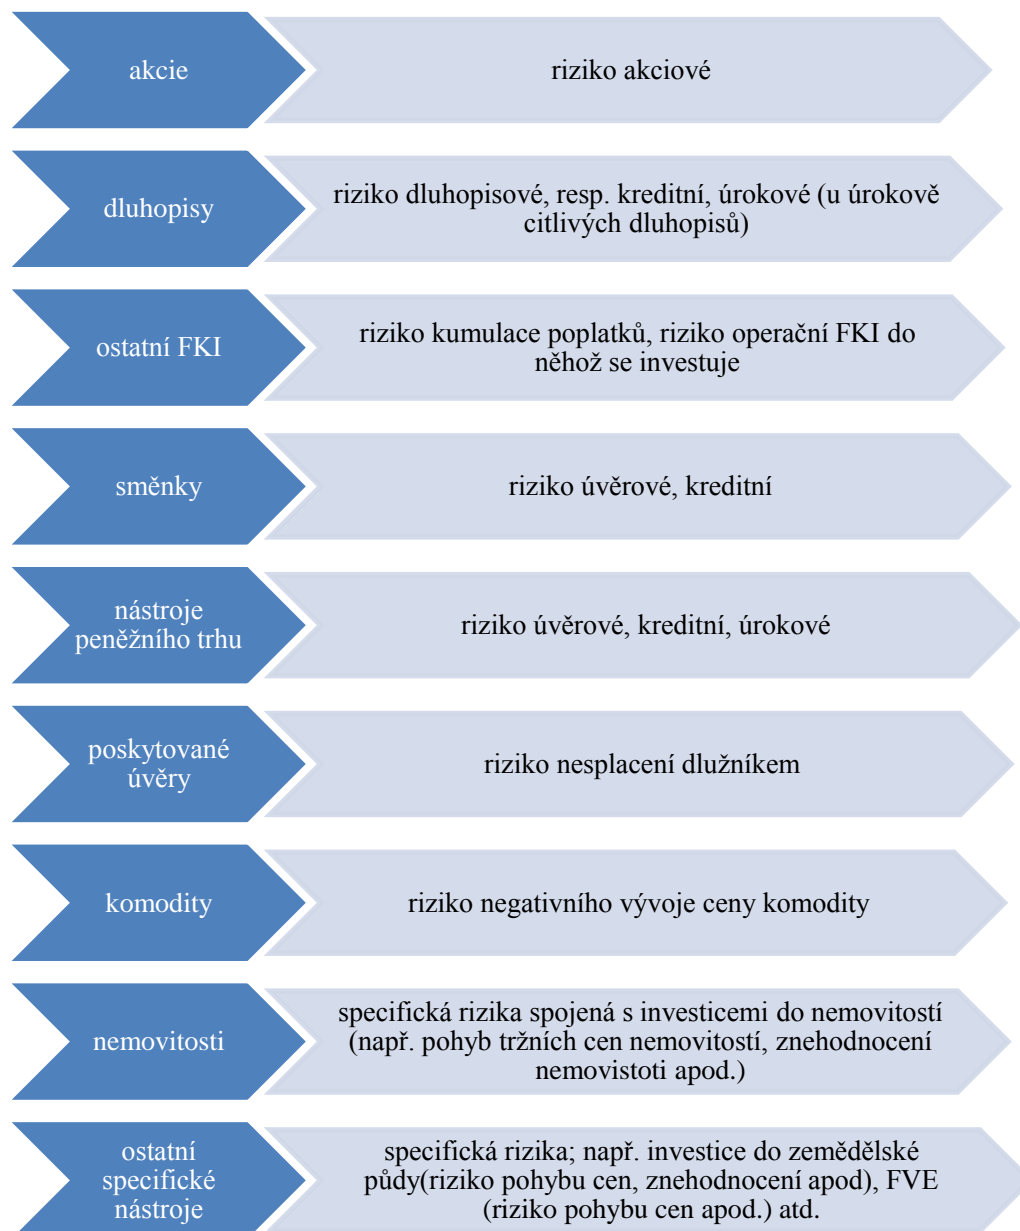 akcie
riziko akciové
dluhopisy
riziko dluhopisové, resp. kreditní, úrokové (u úrokově
citlivých dluhopisů)
ostatní FKI
riziko kumulace poplatků, riziko operační FKI do
něhož se investuje
směnky
riziko úvěrové, kreditní
nástroje
peněžního trhu
riziko úvěrové, kreditní, úrokové
poskytované
úvěry
riziko nesplacení dlužníkem
komodity
riziko negativního vývoje ceny komodity
nemovitosti
specifická rizika spojená s investicemi do nemovitostí
(např. pohyb tržních cen nemovitostí, znehodnocení
nemovistoti apod.)
ostatní
specifické
nástroje
specifická rizika; např. investice do zemědělské
půdy(riziko pohybu cen, znehodnocení apod), FVE
(riziko pohybu cen apod.) atd.